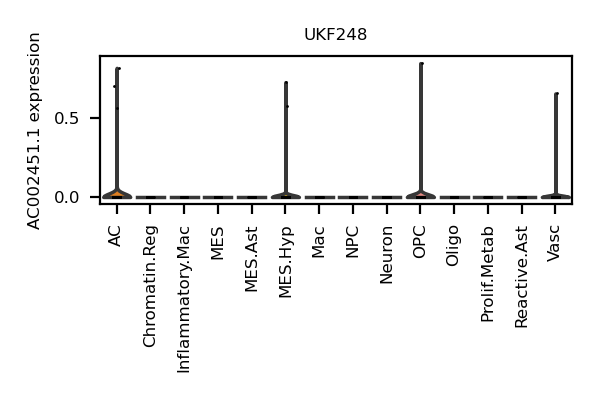 UKF248
AC002451.1 expression
0.5
0.0
AC
Chromatin.Reg
Inflammatory.Mac
MES
MES.Ast
MES.Hyp
Mac
NPC
Neuron
OPC
Oligo
Prolif.Metab
Reactive.Ast
Vasc